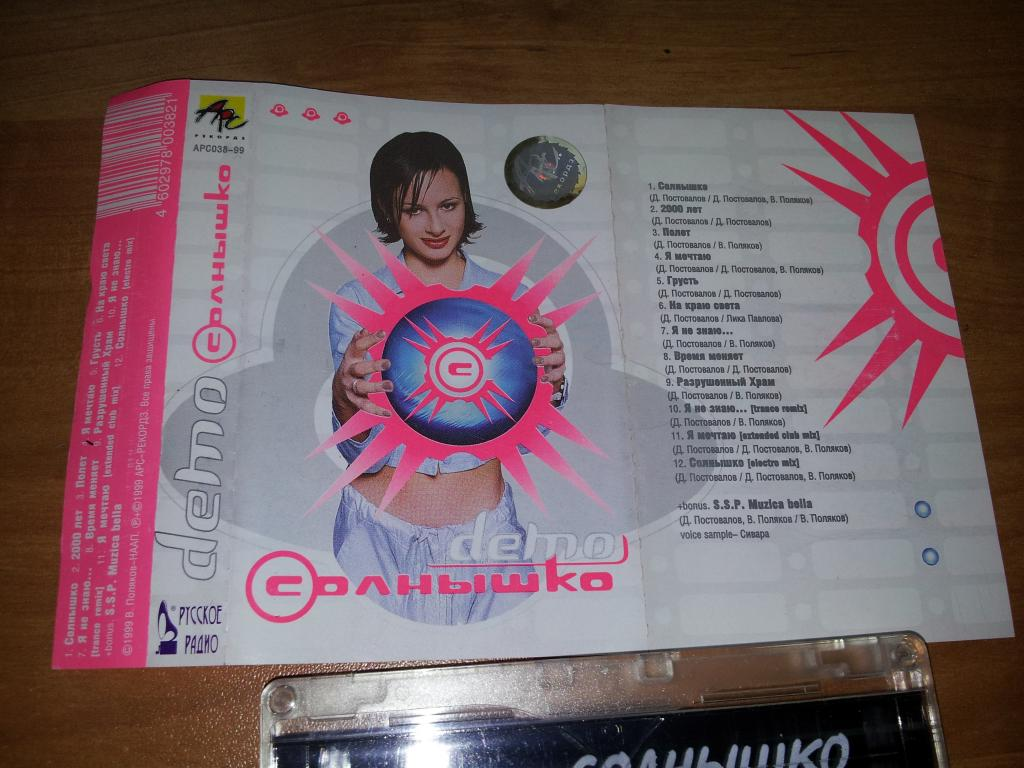 4 602978 003821
1. Солнышко 2. 2000 лет 3. Полет 4. Я мечтаю 5. Грусть 6. На краю света
7. Я не знаю... 8. Время меняет 9. Разрушенный Храм 10. Я не знаю...
[trance remix] 11. Я мечтаю [extended club mix] 12. Солнышко [electro mix]
+bonus. S.S.P. Muzica bella
©1999 В. Поляков–НААП, ℗+©1999 АРС-РЕКОРДЗ. Все права защищены.
АРС
РЕКОРДЗ
АРС038–99
demo Солнышко
РУССКОЕ
РАДИО
demo
Солнышко
1. Солнышко
(Д. Постовалов / Д. Постовалов, В. Поляков)
2. 2000 лет
(Д. Постовалов / Д. Постовалов)
3. Полет
(Д. Постовалов / В. Поляков)
4. Я мечтаю
(Д. Постовалов / Д. Постовалов, В. Поляков)
5. Грусть
(Д. Постовалов / Д. Постовалов)
6. На краю света
(Д. Постовалов / Лика Павлова)
7. Я не знаю...
(Д. Постовалов / В. Поляков)
8. Время меняет
(Д. Постовалов / Д. Постовалов)
9. Разрушенный Храм
(Д. Постовалов / В. Поляков)
10. Я не знаю... [trance remix]
(Д. Постовалов / В. Поляков)
11. Я мечтаю [extended club mix]
(Д. Постовалов / Д. Постовалов, В. Поляков)
12. Солнышко [electro mix]
(Д. Постовалов / Д. Постовалов, В. Поляков)
+bonus. S.S.P. Muzica bella
(Д. Постовалов, В. Поляков / В. Поляков)
voice sample– Сивара
СОЛНЫШКО